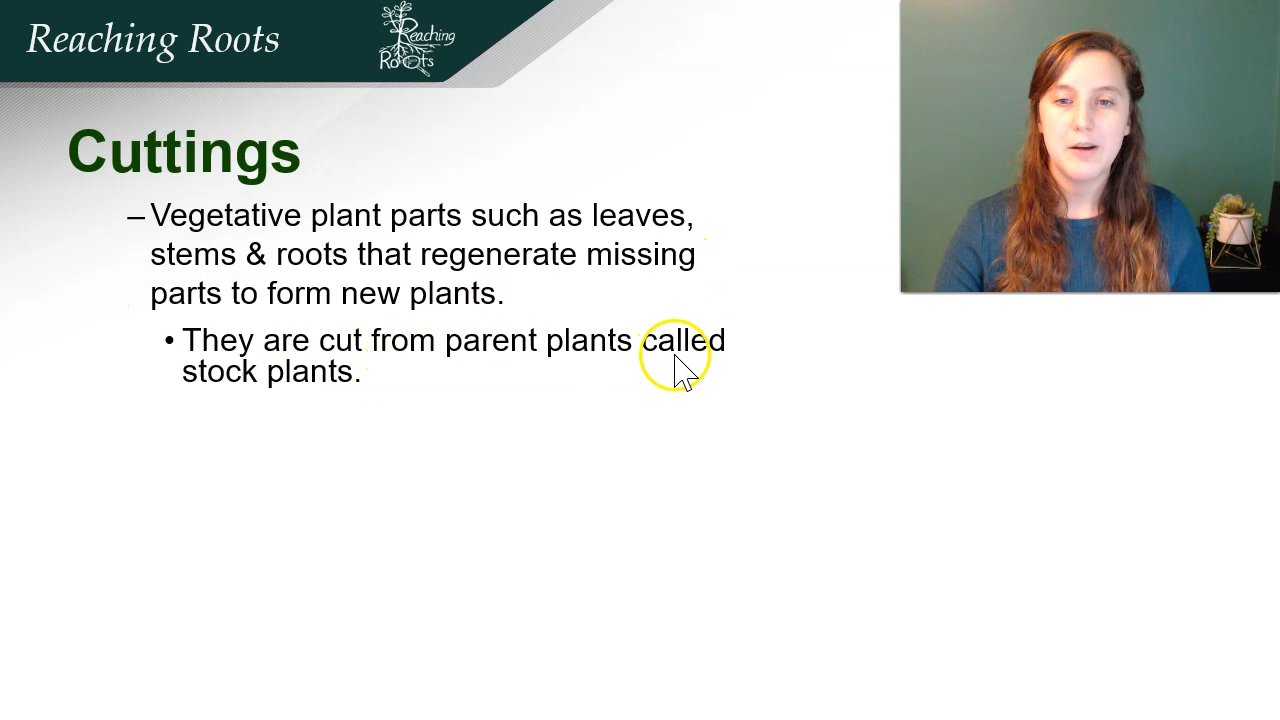 Reaching Roots
Reaching
Roots
Cuttings
– Vegetative plant parts such as leaves,
stems & roots that regenerate missing
parts to form new plants.
• They are cut from parent plants called
stock plants.